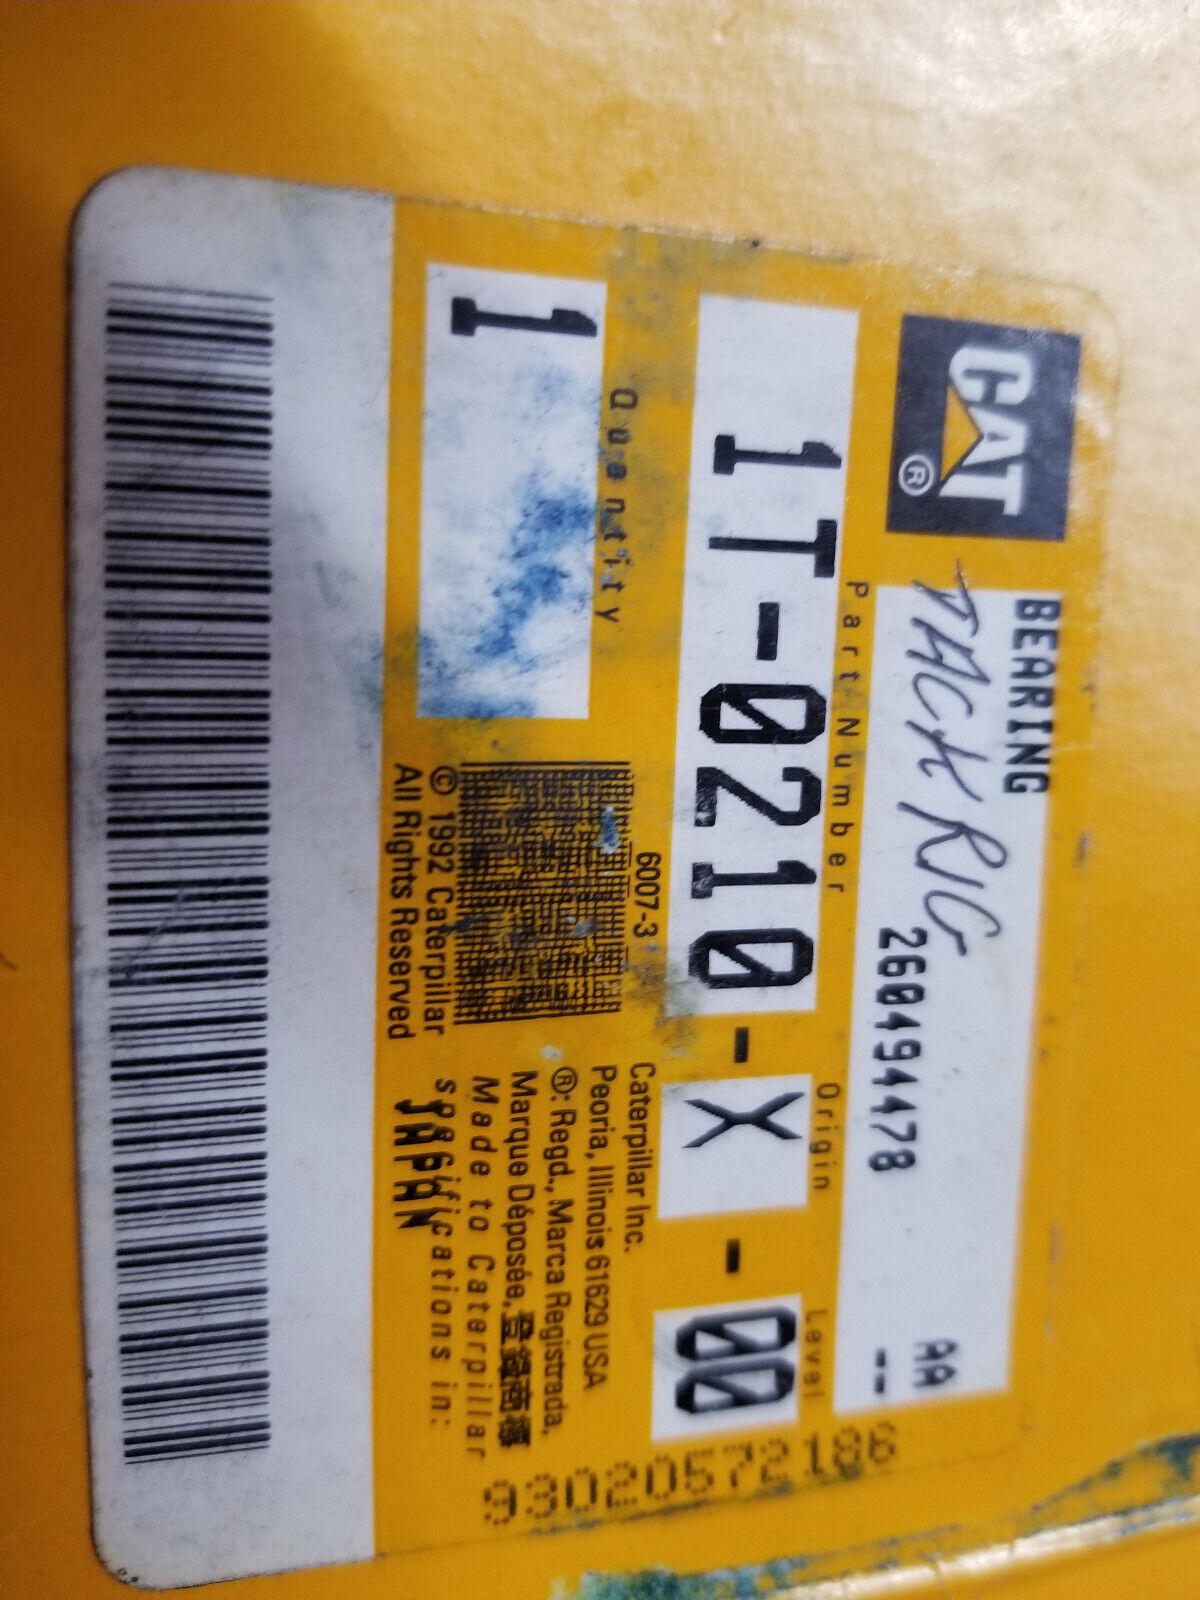 CAT®
BEARING
TACK RIG
260494478
AA
--
Part Number
Origin
Level
1T-0210-X-00
Quantity
1
6007-3
© 1992 Caterpillar
All Rights Reserved
Caterpillar Inc.
Peoria, Illinois 61629 USA
®: Regd., Marca Registrada,
Marque Déposée,
Made to Caterpillar
specifications in:
JAPAN
93020572188